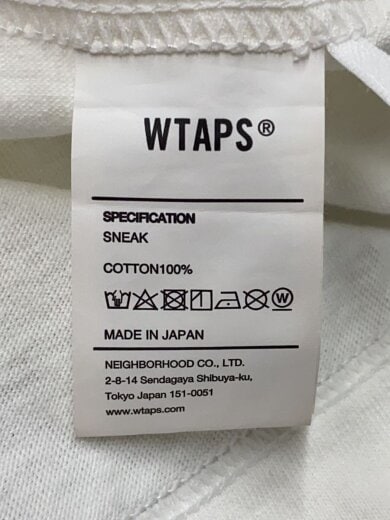 WTAPS®
SPECIFICATION
SNEAK
COTTON100%
W
MADE IN JAPAN
NEIGHBORHOOD CO., LTD.
2-8-14 Sendagaya Shibuya-ku,
Tokyo Japan 151-0051
www.wtaps.com